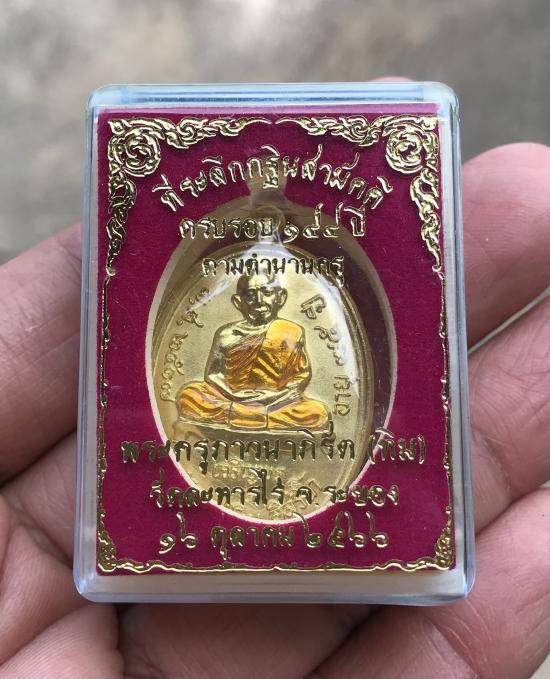 ที่ระลึกกฐินสามัคคี
ครบรอบ ๑๔๔ ปี
ตามตำนานครู
พระครูภาวนาภิรัต (ทิม)
วัดละหารไร่ จ.ระยอง
๑๖ ตุลาคม ๒๕๖๖
อายุ